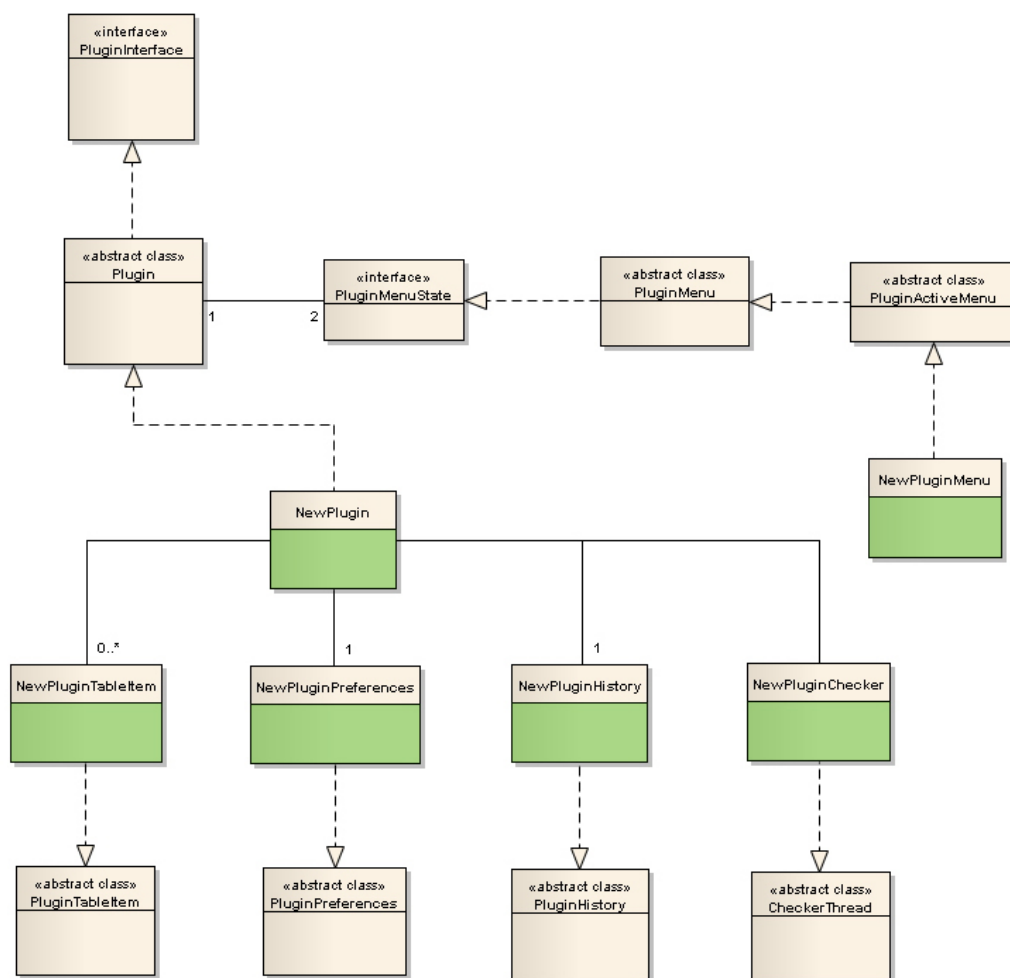 «interface»
PluginInterface
«abstract class»
Plugin
1
2
«interface»
PluginMenuState
«abstract class»
PluginMenu
«abstract class»
PluginActiveMenu
NewPluginMenu
NewPlugin
0..*
1
1
NewPluginTableItem
NewPluginPreferences
NewPluginHistory
NewPluginChecker
«abstract class»
PluginTableItem
«abstract class»
PluginPreferences
«abstract class»
PluginHistory
«abstract class»
CheckerThread